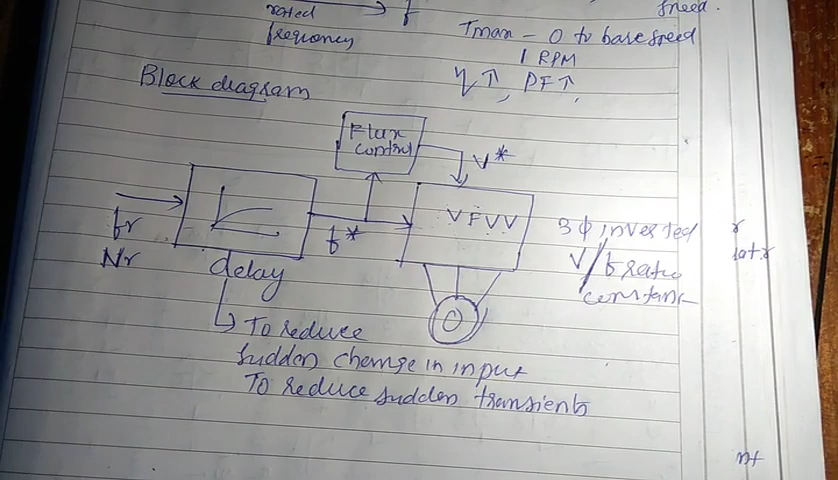 rated f speed.
frequency Tmax - 0 to base speed
1 RPM
η↑, PF↑,
Block diagram
Flux
control
V*
VFVV
fr
Nr
f*
3ϕ inverted
V/f ratio
constant
delay
To reduce
sudden change in input
To reduce sudden transients
r
nt